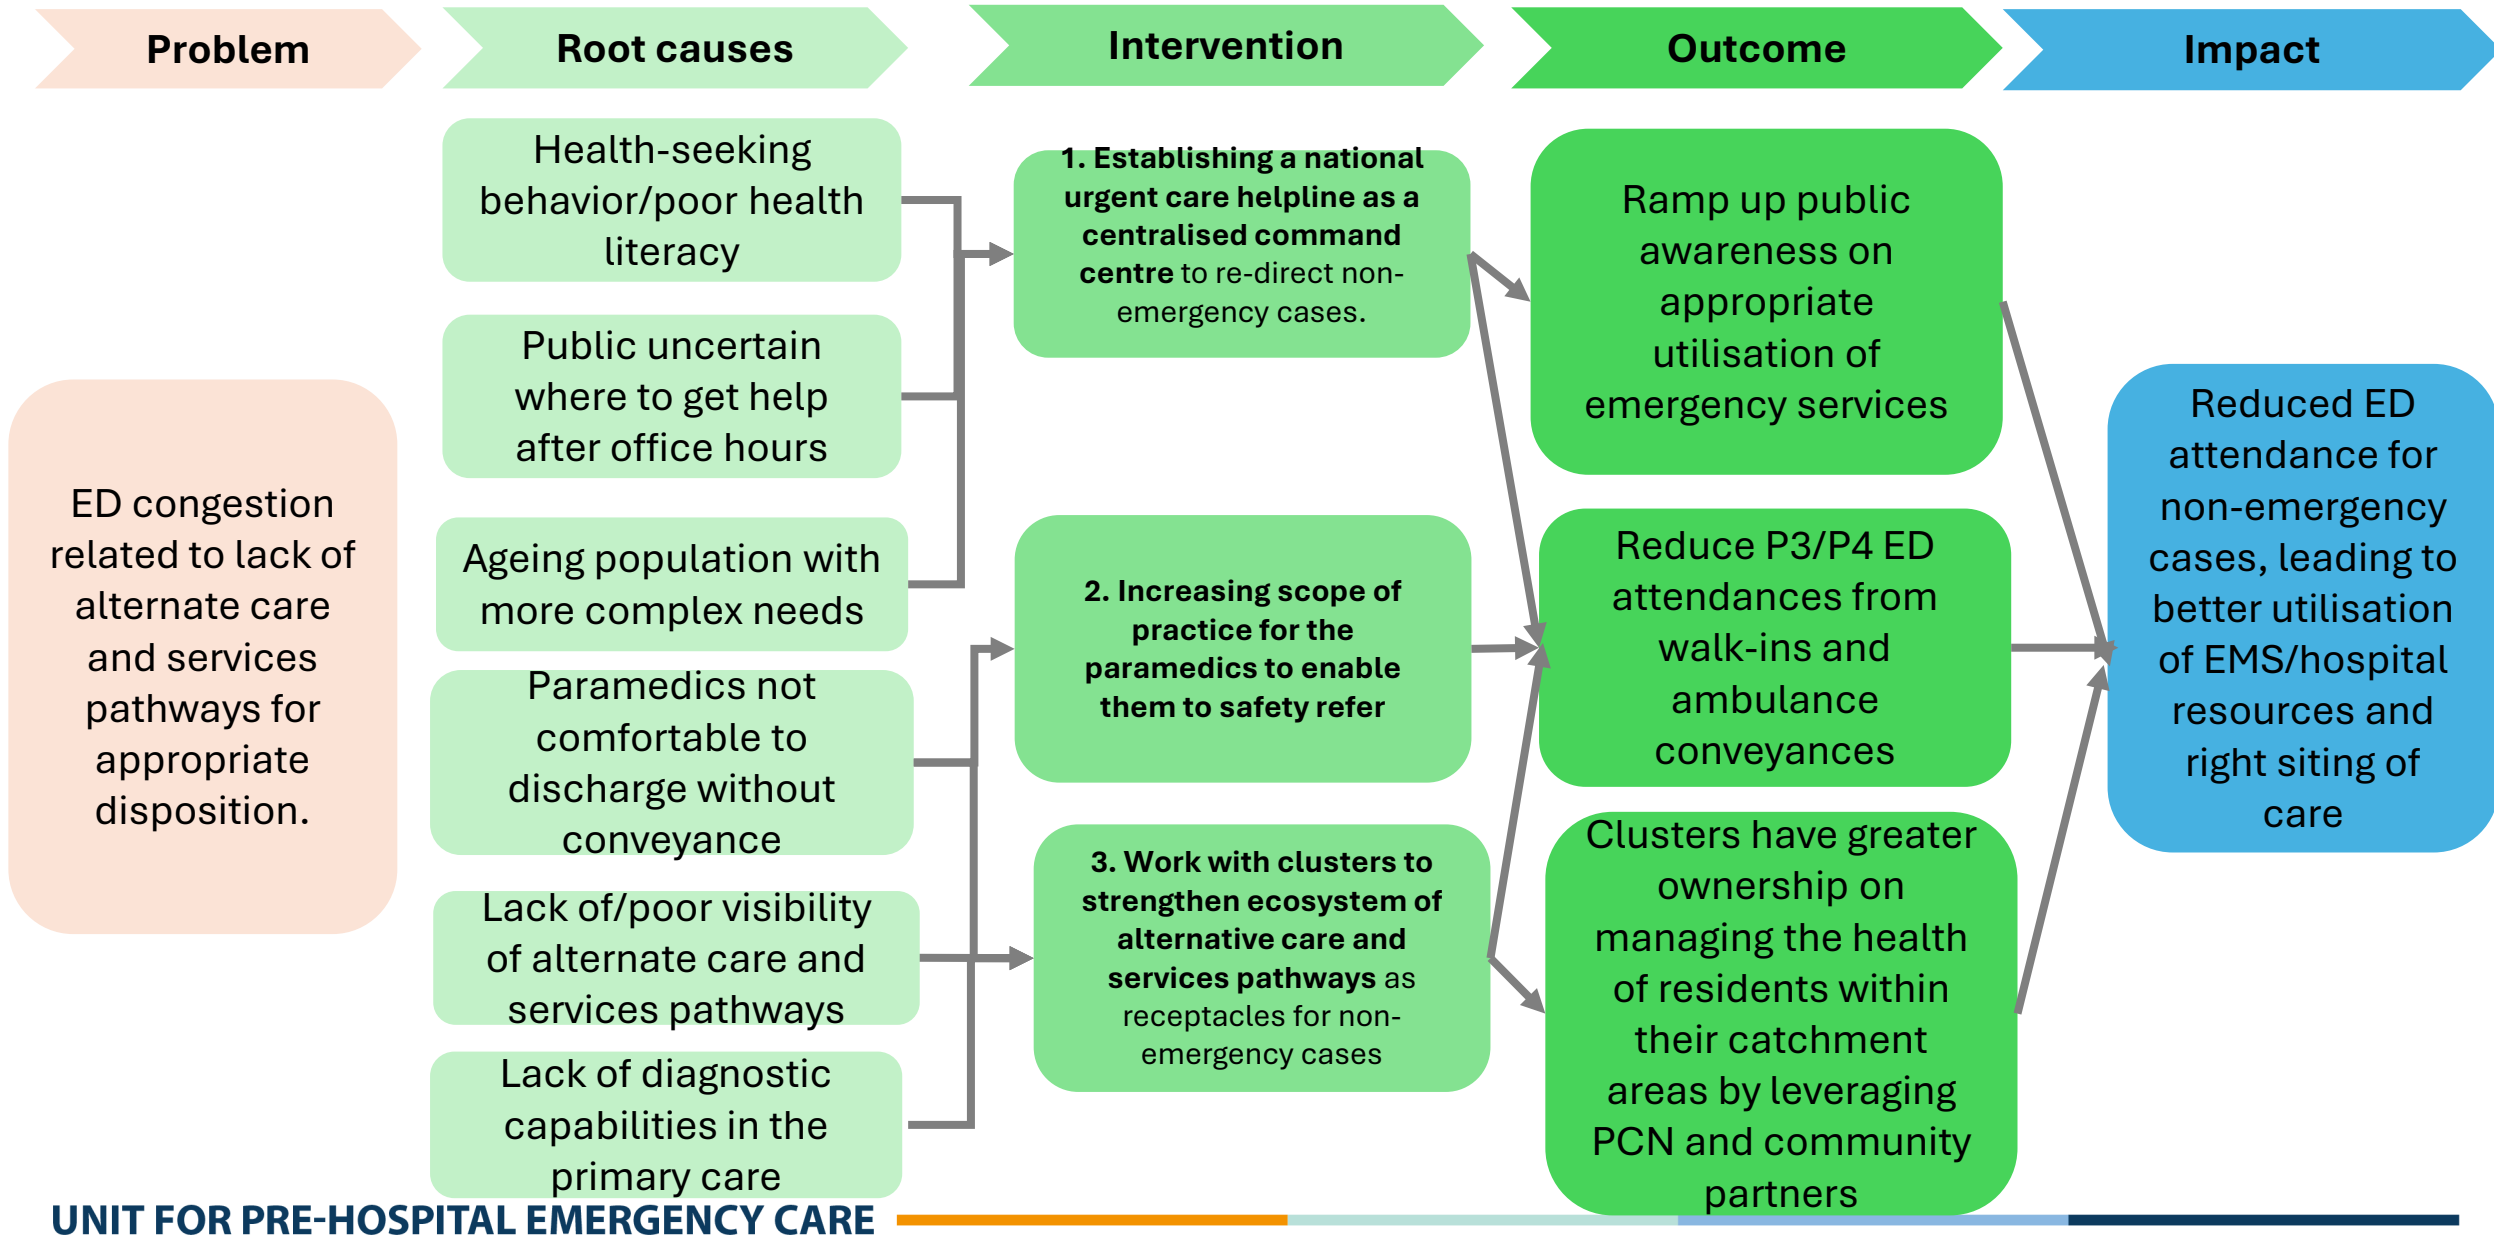 Problem
Root causes
Intervention
Outcome
Impact
ED congestion
related to lack of
alternate care
and services
pathways for
appropriate
disposition.
Health-seeking
behavior/poor health
literacy
Public uncertain
where to get help
after office hours
Ageing population with
more complex needs
Paramedics not
comfortable to
discharge without
conveyance
Lack of/poor visibility
of alternate care and
services pathways
Lack of diagnostic
capabilities in the
primary care
1. Establishing a national
urgent care helpline as a
centralised command
centre to re-direct non-
emergency cases.
2. Increasing scope of
practice for the
paramedics to enable
them to safety refer
3. Work with clusters to
strengthen ecosystem of
alternative care and
services pathways as
receptacles for non-
emergency cases
Ramp up public
awareness on
appropriate
utilisation of
emergency services
Reduce P3/P4 ED
attendances from
walk-ins and
ambulance
conveyances
Clusters have greater
ownership on
managing the health
of residents within
their catchment
areas by leveraging
PCN and community
partners
Reduced ED
attendance for
non-emergency
cases, leading to
better utilisation
of EMS/hospital
resources and
right siting of
care
UNIT FOR PRE-HOSPITAL EMERGENCY CARE